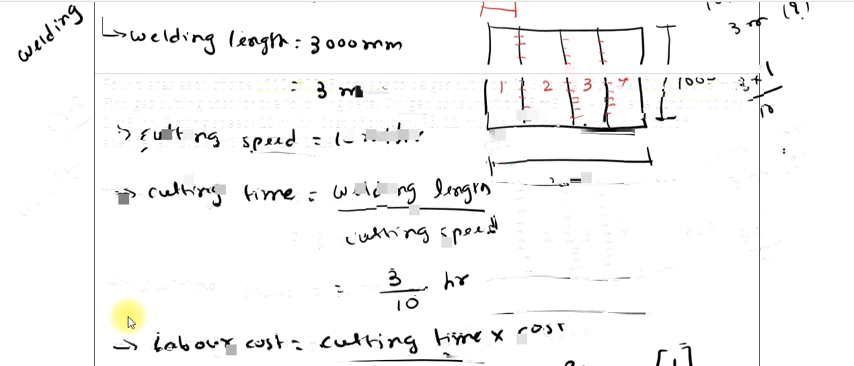 welding
↳ welding length = 3000mm
= 3 m
1 2 3 4
3 m (?)
→ cutting speed =
→ cutting time = welding length
cutting speed
= 3/10 hr
→ labour cost = cutting time x cost